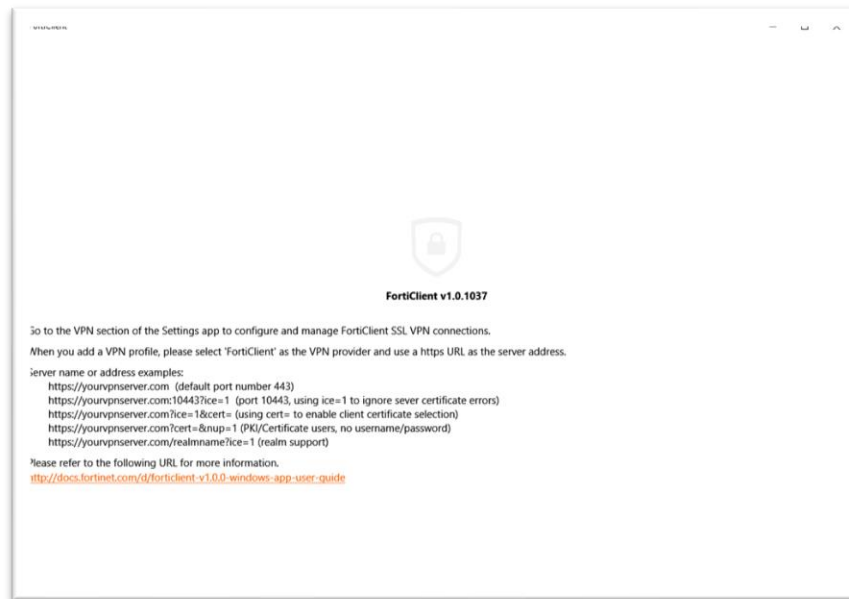 FortiClient v1.0.1037
Go to the VPN section of the Settings app to configure and manage FortiClient SSL VPN connections.
When you add a VPN profile, please select 'FortiClient' as the VPN provider and use a https URL as the server address.
Server name or address examples:
https://yourvpnserver.com (default port number 443)
https://yourvpnserver.com:10443?ice=1 (port 10443, using ice=1 to ignore sever certificate errors)
https://yourvpnserver.com?ice=1&cert= (using cert= to enable client certificate selection)
https://yourvpnserver.com?cert=&nup=1 (PKI/Certificate users, no username/password)
https://yourvpnserver.com/realmname?ice=1 (realm support)
Please refer to the following URL for more information.
http://docs.fortinet.com/d/forticlient-v1.0.0-windows-app-user-guide